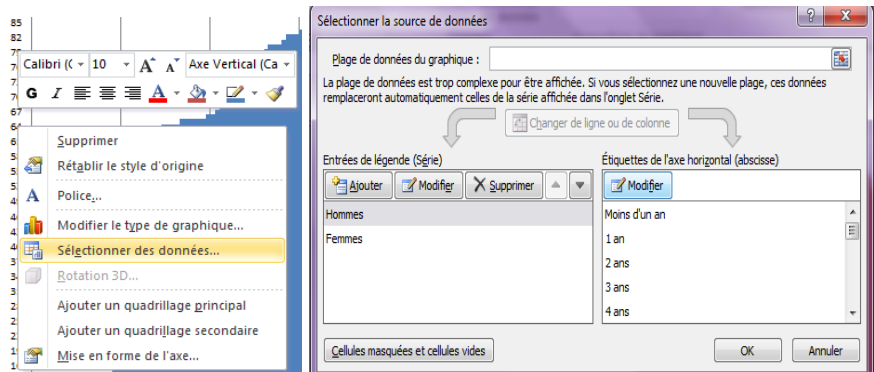 85
82
Calibri (( 10 A A Axe Vertical (Ca
G I A
67
Supprimer
Rétablir le style d'origine
A Police...
Modifier le type de graphique...
Sélectionner des données...
Rotation 3D...
Ajouter un quadrillage principal
Ajouter un quadrillage secondaire
Mise en forme de l'axe...
Sélectionner la source de données
? X
Plage de données du graphique :
La plage de données est trop complexe pour être affichée. Si vous sélectionnez une nouvelle plage, ces données
remplaceront automatiquement celles de la série affichée dans l'onglet Série.
Changer de ligne ou de colonne
Entrées de légende (Série)
Ajouter Modifier Supprimer
Hommes
Femmes
Étiquettes de l'axe horizontal (abscisse)
Modifier
Moins d'un an
1 an
2 ans
3 ans
4 ans
Cellules masquées et cellules vides
OK Annuler